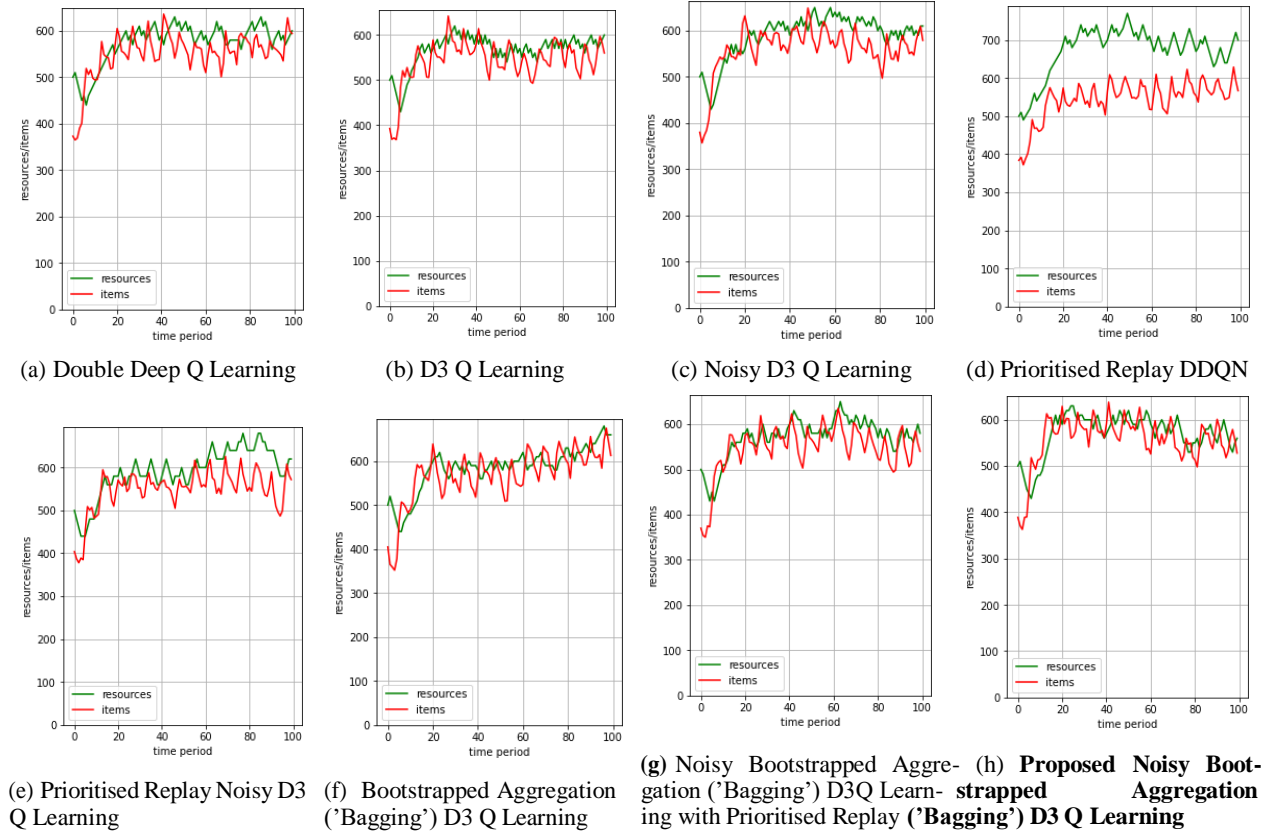 600
500
400
300
200
100
0
resources/items
resources
items
0 20 40 60 80 100
time period
(a) Double Deep Q Learning
600
500
400
300
200
100
0
resources/items
resources
items
0 20 40 60 80 100
time period
(b) D3 Q Learning
600
500
400
300
200
100
0
resources/items
resources
items
0 20 40 60 80 100
time period
(c) Noisy D3 Q Learning
700
600
500
400
300
200
100
0
resources/items
resources
items
0 20 40 60 80 100
time period
(d) Prioritised Replay DDQN
600
500
400
300
200
100
0
resources/items
resources
items
0 20 40 60 80 100
time period
(e) Prioritised Replay Noisy D3
Q Learning
600
500
400
300
200
100
0
resources/items
resources
items
0 20 40 60 80 100
time period
(f) Bootstrapped Aggregation
('Bagging') D3 Q Learning
600
500
400
300
200
100
0
resources/items
resources
items
0 20 40 60 80 100
time period
(g) Noisy Bootstrapped Aggre-
gation ('Bagging') D3Q Learn-
ing with Prioritised Replay
600
500
400
300
200
100
0
resources/items
resources
items
0 20 40 60 80 100
time period
(h) Proposed Noisy Boot-
strapped Aggregation
('Bagging') D3 Q Learning